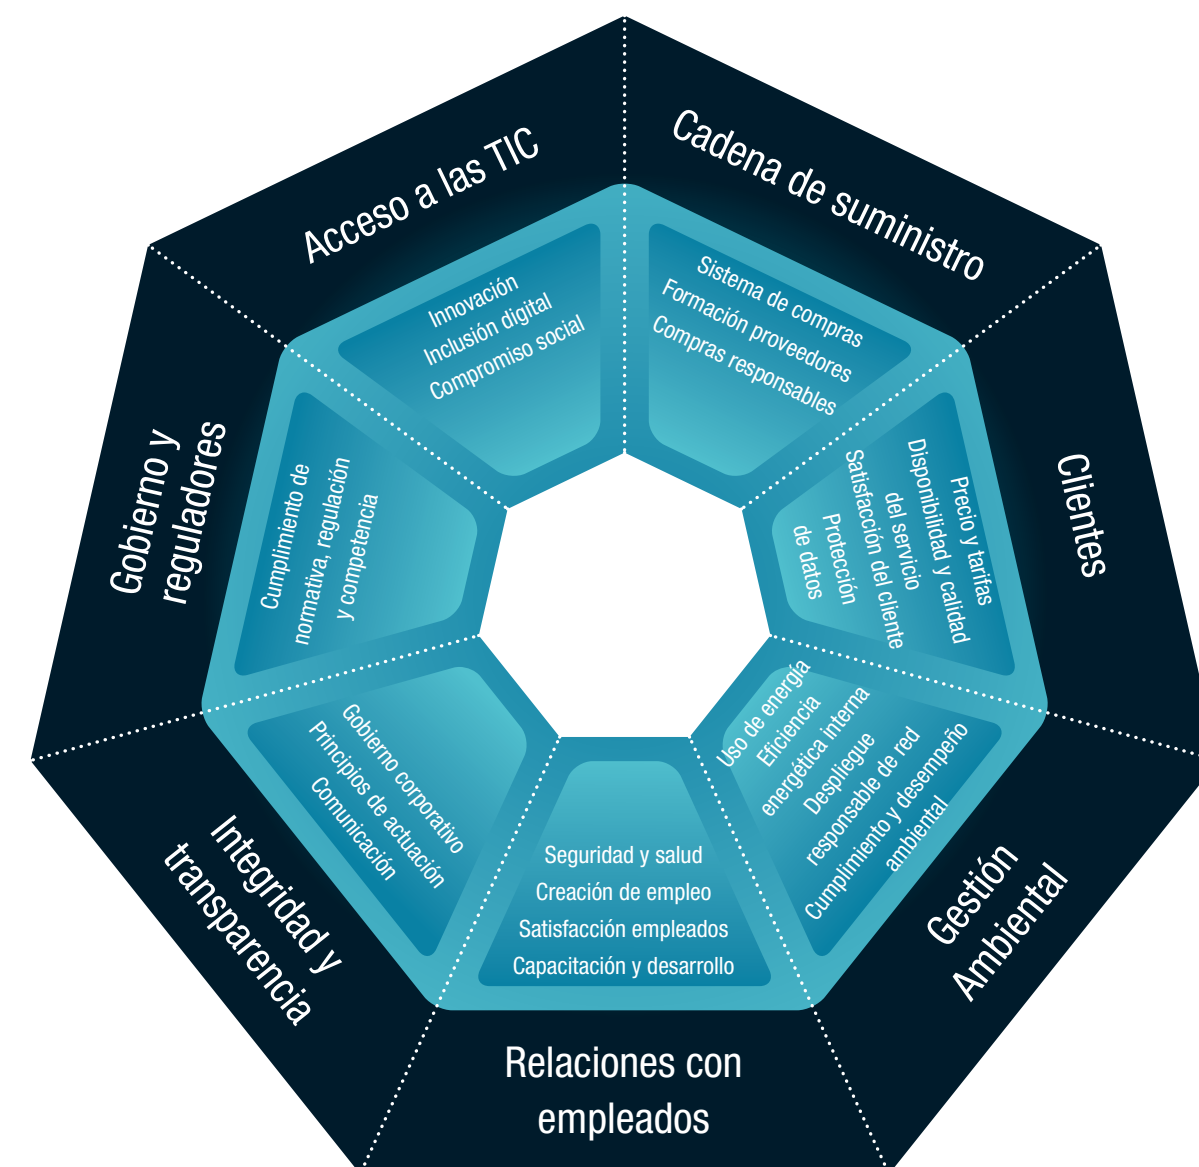 Acceso a las TIC
Innovación
Inclusión digital
Compromiso social
Cadena de suministro
Sistema de compras
Formación proveedores
Compras responsables
Clientes
Precio y tarifas
Disponibilidad y calidad
del servicio
Satisfacción del cliente
Protección
de datos
Gestión
Ambiental
Uso de energía
Eficiencia
energética interna
Despliegue
responsable de red
Cumplimiento y desempeño
ambiental
Relaciones con
empleados
Seguridad y salud
Creación de empleo
Satisfacción empleados
Capacitación y desarrollo
Integridad y
transparencia
Gobierno corporativo
Principios de actuación
Comunicación
Gobierno y
reguladores
Cumplimiento de
normativa, regulación
y competencia